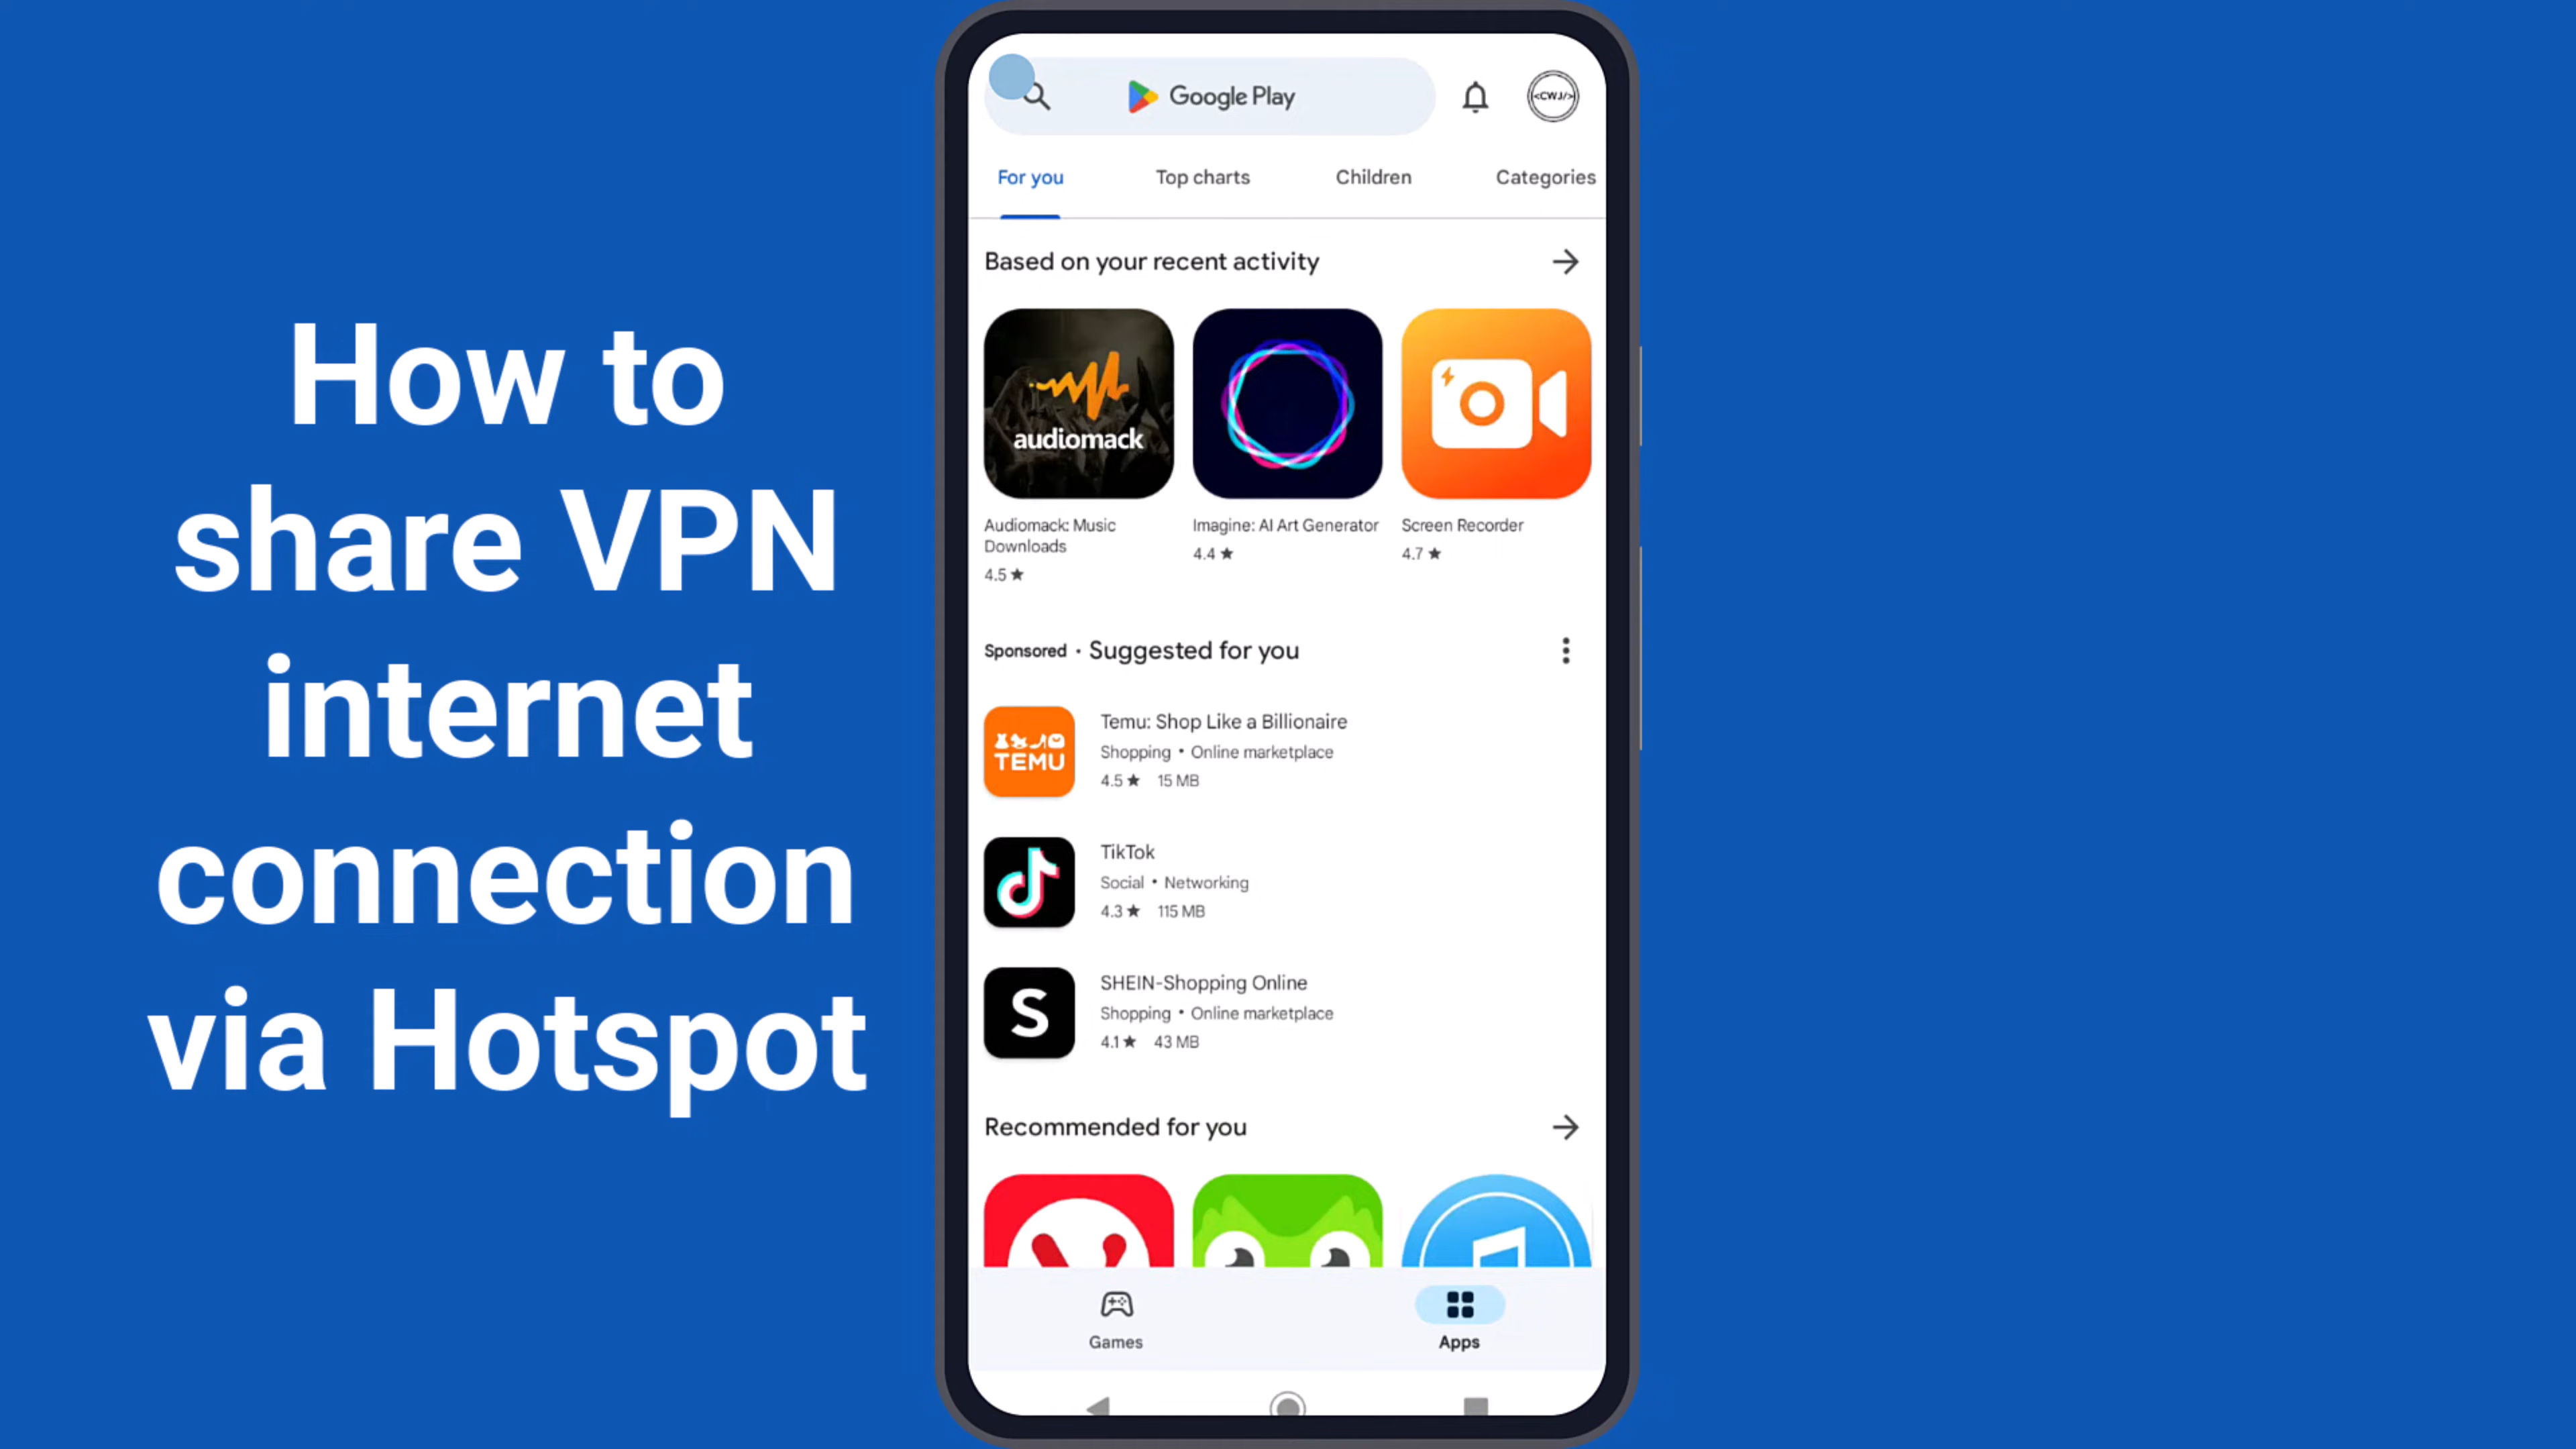 How to
share VPN
internet
connection
via Hotspot
Google Play
<CWJ/>
For you
Top charts
Children
Categories
Based on your recent activity
audiomack
Audiomack: Music
Downloads
4.5★
Imagine: AI Art Generator
4.4★
Screen Recorder
4.7★
Sponsored • Suggested for you
TEMU
Temu: Shop Like a Billionaire
Shopping • Online marketplace
4.5★ 15 MB
TikTok
Social • Networking
4.3★ 115 MB
S
SHEIN-Shopping Online
Shopping • Online marketplace
4.1★ 43 MB
Recommended for you
Games
Apps